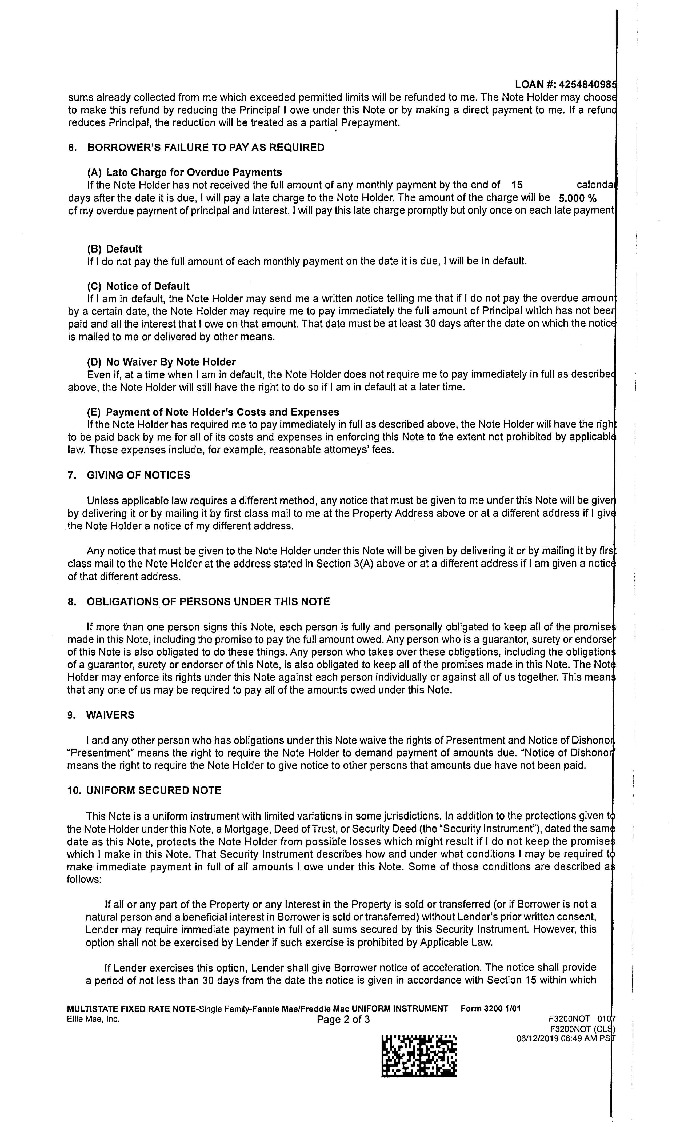 LOAN #: 4254840985
sums already collected from me which exceeded permitted limits will be refunded to me. The Note Holder may choose
to make this refund by reducing the Principal I owe under this Note or by making a direct payment to me. If a refund
reduces Principal, the reduction will be treated as a partial Prepayment.
6. BORROWER'S FAILURE TO PAY AS REQUIRED
(A) Late Charge for Overdue Payments
If the Note Holder has not received the full amount of any monthly payment by the end of 15 calenda
days after the date it is due, I will pay a late charge to the Note Holder. The amount of the charge will be 5.000 %
of my overdue payment of principal and interest. I will pay this late charge promptly but only once on each late payment
(B) Default
If I do not pay the full amount of each monthly payment on the date it is due, I will be in default.
(C) Notice of Default
If I am in default, the Note Holder may send me a written notice telling me that if I do not pay the overdue amoun
by a certain date, the Note Holder may require me to pay immediately the full amount of Principal which has not been
paid and all the interest that I owe on that amount. That date must be at least 30 days after the date on which the notice
is mailed to me or delivered by other means.
(D) No Waiver By Note Holder
Even if, at a time when I am in default, the Note Holder does not require me to pay immediately in full as described
above, the Note Holder will still have the right to do so if I am in default at a later time.
(E) Payment of Note Holder's Costs and Expenses
If the Note Holder has required me to pay immediately in full as described above, the Note Holder will have the righ
to be paid back by me for all of its costs and expenses in enforcing this Note to the extent not prohibited by applicable
law. Those expenses include, for example, reasonable attorneys' fees.
7. GIVING OF NOTICES
Unless applicable law requires a different method, any notice that must be given to me under this Note will be given
by delivering it or by mailing it by first class mail to me at the Property Address above or at a different address if I give
the Note Holder a notice of my different address.
Any notice that must be given to the Note Holder under this Note will be given by delivering it or by mailing it by firs
class mail to the Note Holder at the address stated in Section 3(A) above or at a different address if I am given a notice
of that different address.
8. OBLIGATIONS OF PERSONS UNDER THIS NOTE
If more than one person signs this Note, each person is fully and personally obligated to keep all of the promises
made in this Note, including the promise to pay the full amount owed. Any person who is a guarantor, surety or endorser
of this Note is also obligated to do these things. Any person who takes over these obligations, including the obligations
of a guarantor, surety or endorser of this Note, is also obligated to keep all of the promises made in this Note. The Note
Holder may enforce its rights under this Note against each person individually or against all of us together. This means
that any one of us may be required to pay all of the amounts owed under this Note.
9. WAIVERS
I and any other person who has obligations under this Note waive the rights of Presentment and Notice of Dishonor.
"Presentment" means the right to require the Note Holder to demand payment of amounts due. "Notice of Dishonor"
means the right to require the Note Holder to give notice to other persons that amounts due have not been paid.
10. UNIFORM SECURED NOTE
This Note is a uniform instrument with limited variations in some jurisdictions. In addition to the protections given to
the Note Holder under this Note, a Mortgage, Deed of Trust, or Security Deed (the "Security Instrument"), dated the same
date as this Note, protects the Note Holder from possible losses which might result if I do not keep the promises
which I make in this Note. That Security Instrument describes how and under what conditions I may be required to
make immediate payment in full of all amounts I owe under this Note. Some of those conditions are described as
follows:
If all or any part of the Property or any Interest in the Property is sold or transferred (or if Borrower is not a
natural person and a beneficial interest in Borrower is sold or transferred) without Lender's prior written consent,
Lender may require immediate payment in full of all sums secured by this Security Instrument. However, this
option shall not be exercised by Lender if such exercise is prohibited by Applicable Law.
If Lender exercises this option, Lender shall give Borrower notice of acceleration. The notice shall provide
a period of not less than 30 days from the date the notice is given in accordance with Section 15 within which
MULTISTATE FIXED RATE NOTE-Single Family-Fannie Mae/Freddie Mac UNIFORM INSTRUMENT Form 3200 1/01
Ellie Mae, Inc. Page 2 of 3 F3200NOT 0107
F3200NOT (CLS)
06/12/2019 06:49 AM PST